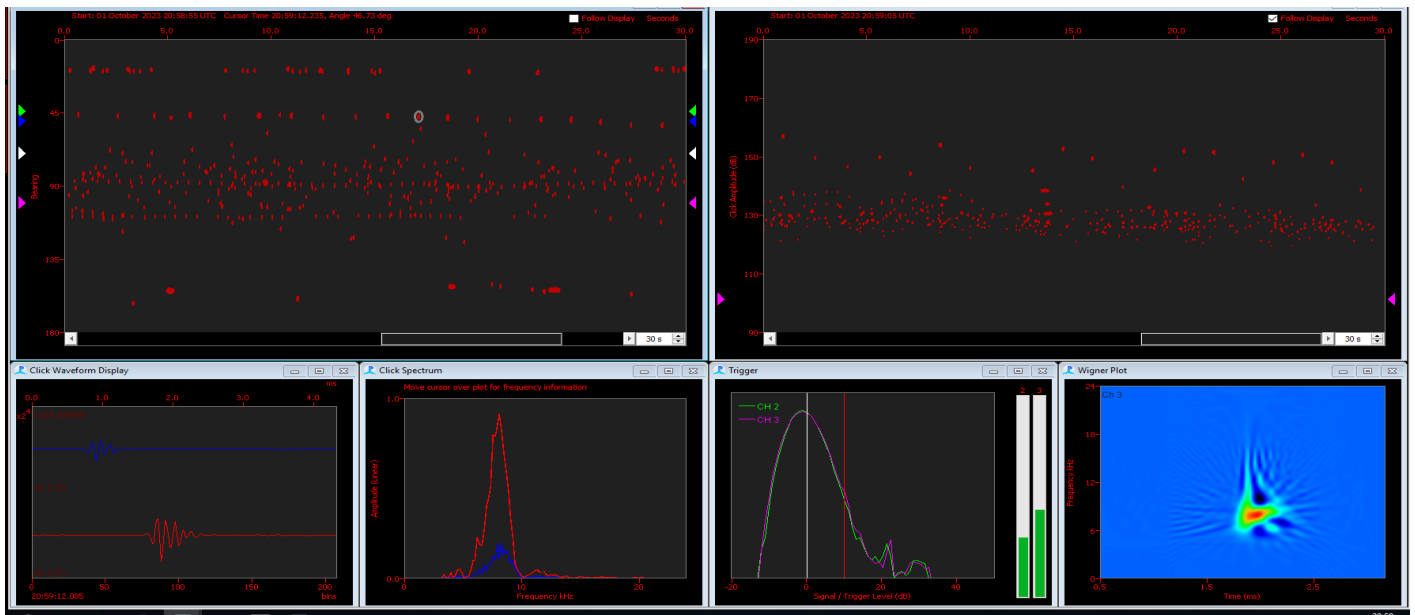 Start: 01 October 2023 20:58:55 UTC Cursor Time 20:59:12.235, Angle 46.73 deg
Follow Display Seconds
0.0 5.0 10.0 15.0 20.0 25.0 30.0
0
45
90
135
180
Bearing
30 s
Start: 01 October 2023 20:59:05 UTC
Follow Display Seconds
0.0 5.0 10.0 15.0 20.0 25.0 30.0
190
170
150
130
110
90
Click Amplitude (dB)
30 s
Click Waveform Display
ms
0.0 1.0 2.0 3.0 4.0
0 50 100 150 200
20:59:12.095 bins
Click Spectrum
Move cursor over plot for frequency information
1.0
0.0
Amplitude (Linear)
10 20
Frequency kHz
Trigger
CH 2
CH 3
2 3
-20 0 20 40
Signal / Trigger Level (dB)
Wigner Plot
Ch 3
24
18
12
6
0
Frequency kHz
0.5 1.5 2.5
Time (ms)